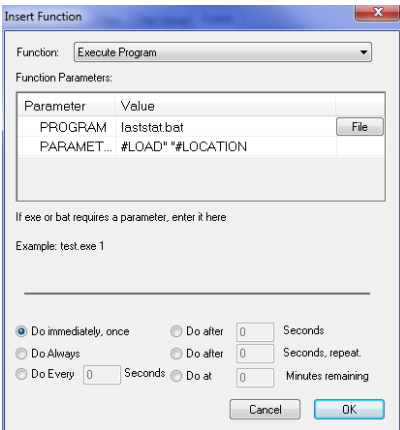 Insert Function
Function: Execute Program
Function Parameters:
Parameter Value
PROGRAM laststat.bat File
PARAMET... #LOAD" "#LOCATION
If exe or bat requires a parameter, enter it here
Example: test.exe 1
Do immediately, once Do after 0 Seconds
Do Always Do after 0 Seconds, repeat.
Do Every 0 Seconds Do at 0 Minutes remaining
Cancel OK